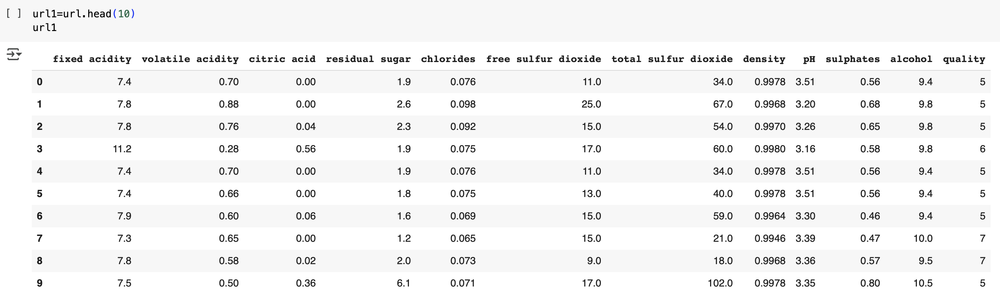 [ ] url1=url.head(10)
url1
fixed acidity volatile acidity citric acid residual sugar chlorides free sulfur dioxide total sulfur dioxide density pH sulphates alcohol quality
0 7.4 0.70 0.00 1.9 0.076 11.0 34.0 0.9978 3.51 0.56 9.4 5
1 7.8 0.88 0.00 2.6 0.098 25.0 67.0 0.9968 3.20 0.68 9.8 5
2 7.8 0.76 0.04 2.3 0.092 15.0 54.0 0.9970 3.26 0.65 9.8 5
3 11.2 0.28 0.56 1.9 0.075 17.0 60.0 0.9980 3.16 0.58 9.8 6
4 7.4 0.70 0.00 1.9 0.076 11.0 34.0 0.9978 3.51 0.56 9.4 5
5 7.4 0.66 0.00 1.8 0.075 13.0 40.0 0.9978 3.51 0.56 9.4 5
6 7.9 0.60 0.06 1.6 0.069 15.0 59.0 0.9964 3.30 0.46 9.4 5
7 7.3 0.65 0.00 1.2 0.065 15.0 21.0 0.9946 3.39 0.47 10.0 7
8 7.8 0.58 0.02 2.0 0.073 9.0 18.0 0.9968 3.36 0.57 9.5 7
9 7.5 0.50 0.36 6.1 0.071 17.0 102.0 0.9978 3.35 0.80 10.5 5